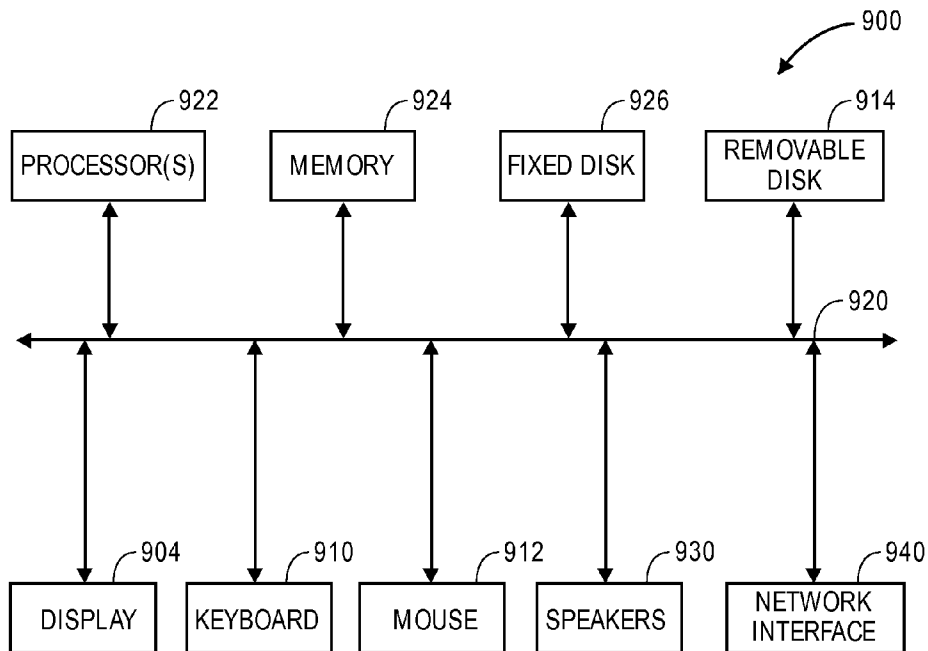 900
922
924
926
914
PROCESSOR(S)
MEMORY
FIXED DISK
REMOVABLE
DISK
920
904
910
912
930
940
DISPLAY
KEYBOARD
MOUSE
SPEAKERS
NETWORK
INTERFACE